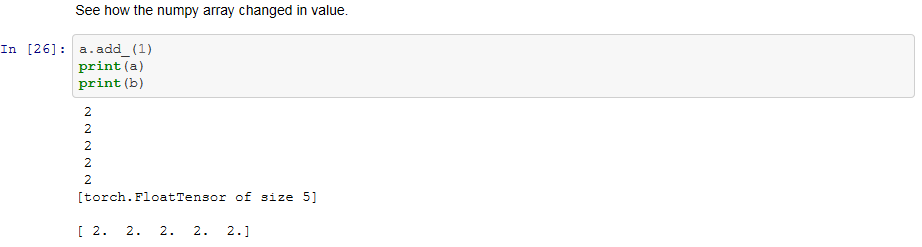 See how the numpy array changed in value.
In [26]: a.add_(1)
print(a)
print(b)
2
2
2
2
2
[torch.FloatTensor of size 5]
[ 2.  2.  2.  2.  2.]